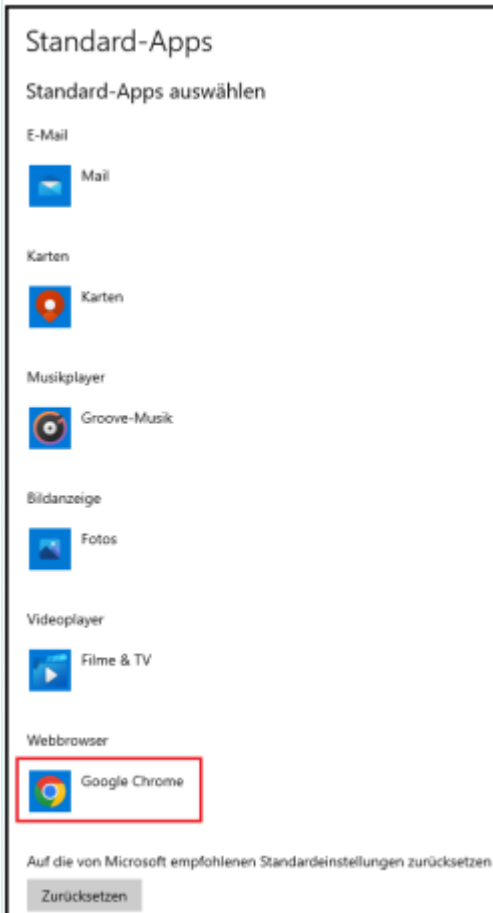 Standard-Apps
Standard-Apps auswählen
E-Mail
Mail
Karten
Karten
Musikplayer
Groove-Musik
Bildanzeige
Fotos
Videoplayer
Filme & TV
Webbrowser
Google Chrome
Auf die von Microsoft empfohlenen Standardeinstellungen zurücksetzen
Zurücksetzen